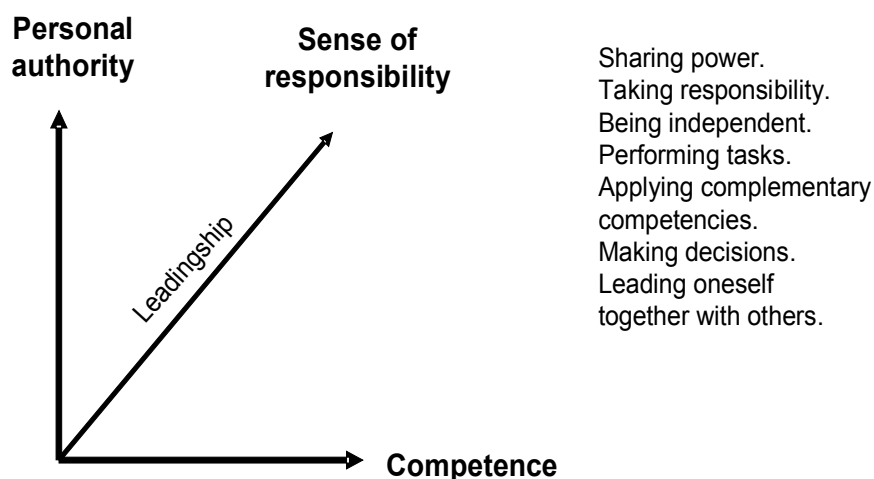 Personal
authority
Sense of
responsibility
Sharing power.
Taking responsibility.
Being independent.
Performing tasks.
Applying complementary
competencies.
Making decisions.
Leading oneself
together with others.
Leadingship
Competence